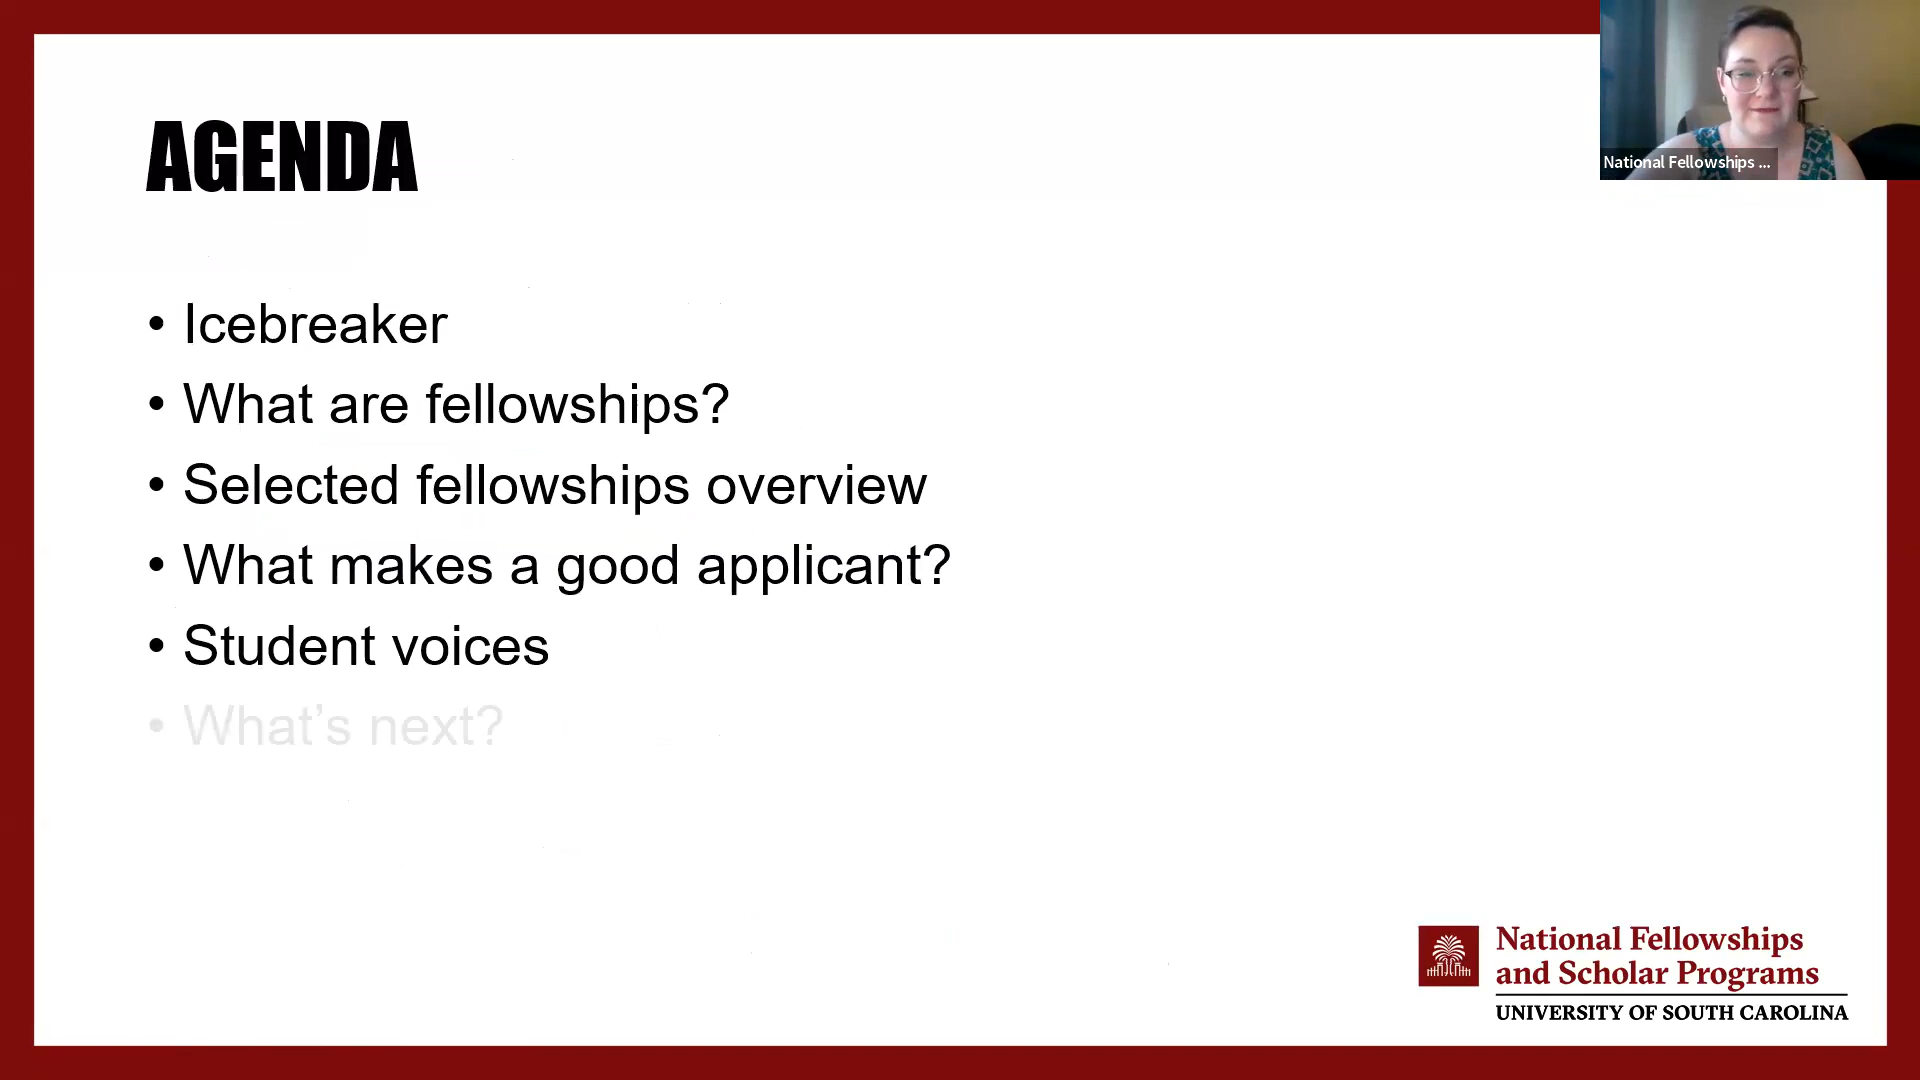 National Fellowships ...
AGENDA
• Icebreaker
• What are fellowships?
• Selected fellowships overview
• What makes a good applicant?
• Student voices
• What’s next?
National Fellowships
and Scholar Programs
UNIVERSITY OF SOUTH CAROLINA